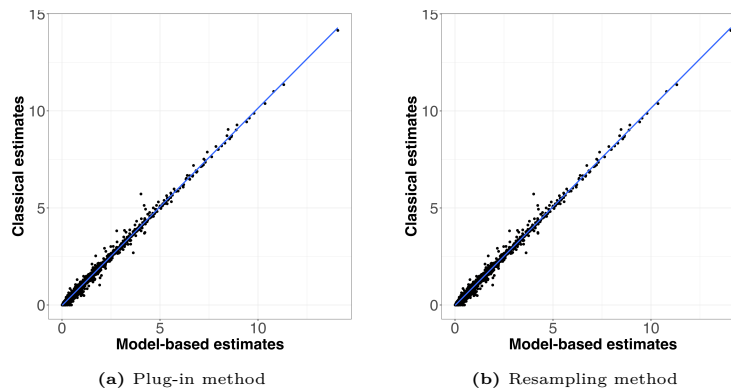 15
10
5
0
Classical estimates
0 5 10
Model-based estimates
(a) Plug-in method
15
10
5
0
Classical estimates
0 5 10
Model-based estimates
(b) Resampling method